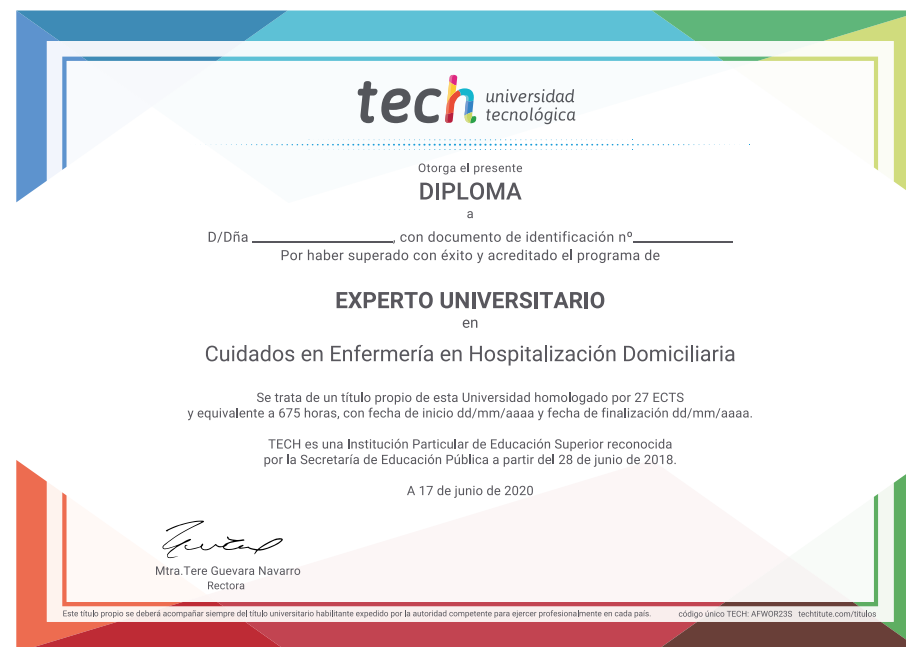 tech universidad
tecnológica
Otorga el presente
DIPLOMA
a
D/Dña ____________________, con documento de identificación nº______________
Por haber superado con éxito y acreditado el programa de
EXPERTO UNIVERSITARIO
en
Cuidados en Enfermería en Hospitalización Domiciliaria
Se trata de un título propio de esta Universidad homologado por 27 ECTS
y equivalente a 675 horas, con fecha de inicio dd/mm/aaaa y fecha de finalización dd/mm/aaaa.
TECH es una Institución Particular de Educación Superior reconocida
por la Secretaría de Educación Pública a partir del 28 de junio de 2018.
A 17 de junio de 2020
Mtra.Tere Guevara Navarro
Rectora
Este título propio se deberá acompañar siempre del título universitario habilitante expedido por la autoridad competente para ejercer profesionalmente en cada país. código único TECH: AFWOR23S techtitute.com/titulos